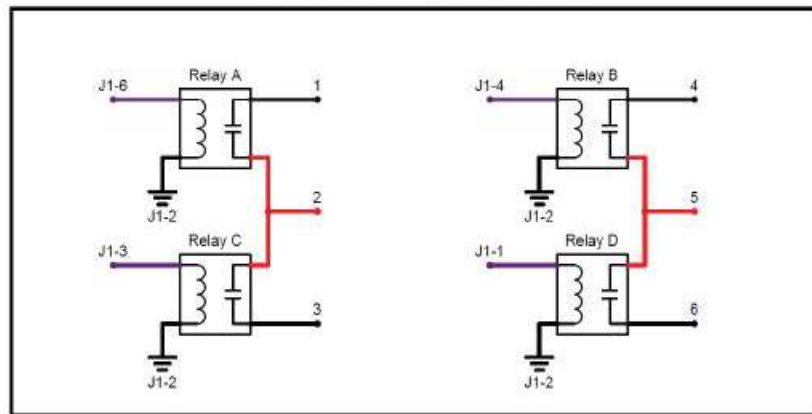 Relay A
J1-6
1
J1-2
2
Relay C
J1-3
3
J1-2
Relay B
J1-4
4
J1-2
5
Relay D
J1-1
6
J1-2